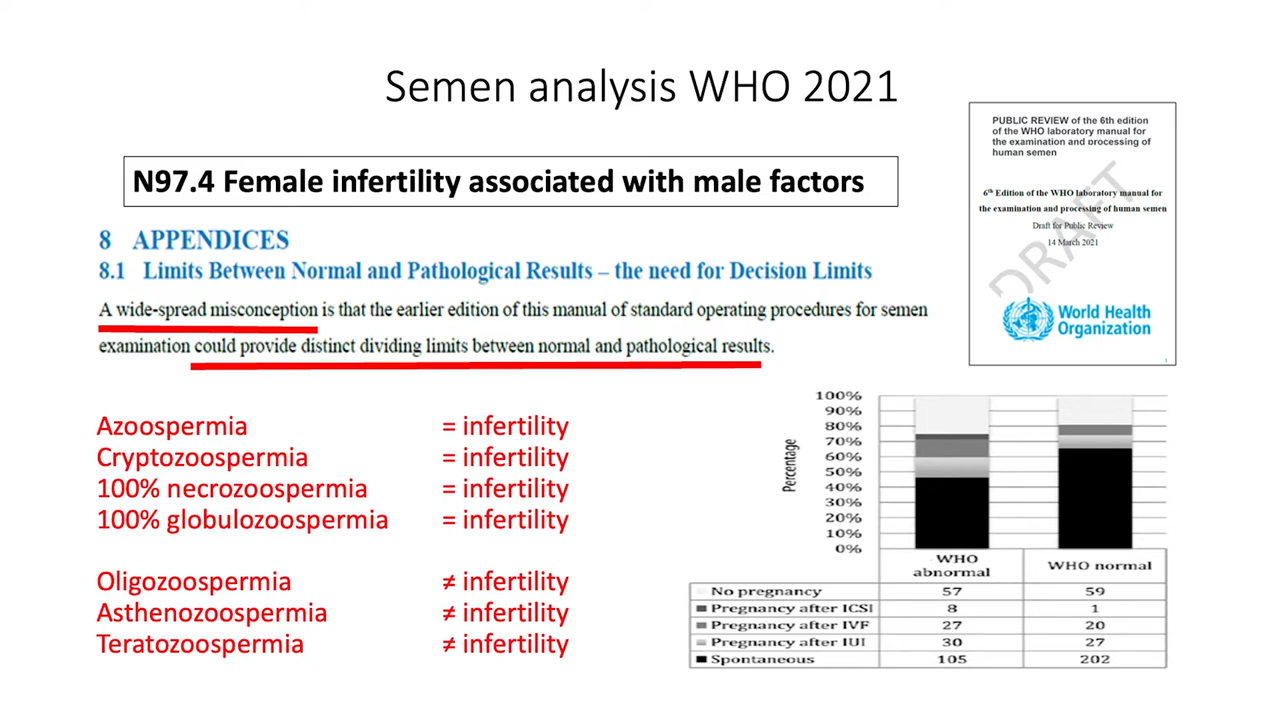 Semen analysis WHO 2021
N97.4 Female infertility associated with male factors
8 APPENDICES
8.1 Limits Between Normal and Pathological Results – the need for Decision Limits
A wide-spread misconception is that the earlier edition of this manual of standard operating procedures for semen
examination could provide distinct dividing limits between normal and pathological results.
Azoospermia = infertility
Cryptozoospermia = infertility
100% necrozoospermia = infertility
100% globulozoospermia = infertility
Oligozoospermia ≠ infertility
Asthenozoospermia ≠ infertility
Teratozoospermia ≠ infertility
PUBLIC REVIEW of the 6th edition
of the WHO laboratory manual for
the examination and processing of
human semen
6th Edition of the WHO laboratory manual for
the examination and processing of human semen
Draft for Public Review
14 March 2021
DRAFT
World Health
Organization
1
Percentage
100%
90%
80%
70%
60%
50%
40%
30%
20%
10%
0%
WHO abnormal WHO normal
No pregnancy 57 59
Pregnancy after ICSI 8 1
Pregnancy after IVF 27 20
Pregnancy after IUI 30 27
Spontaneous 105 202